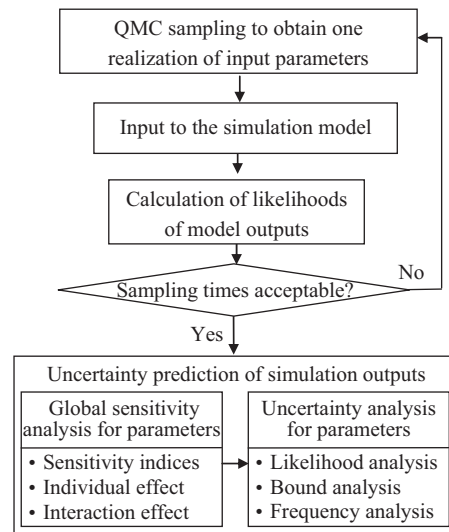 QMC sampling to obtain one
realization of input parameters
Input to the simulation model
Calculation of likelihoods
of model outputs
No
Sampling times acceptable?
Yes
Uncertainty prediction of simulation outputs
Global sensitivity
analysis for parameters
• Sensitivity indices
• Individual effect
• Interaction effect
Uncertainty analysis
for parameters
• Likelihood analysis
• Bound analysis
• Frequency analysis